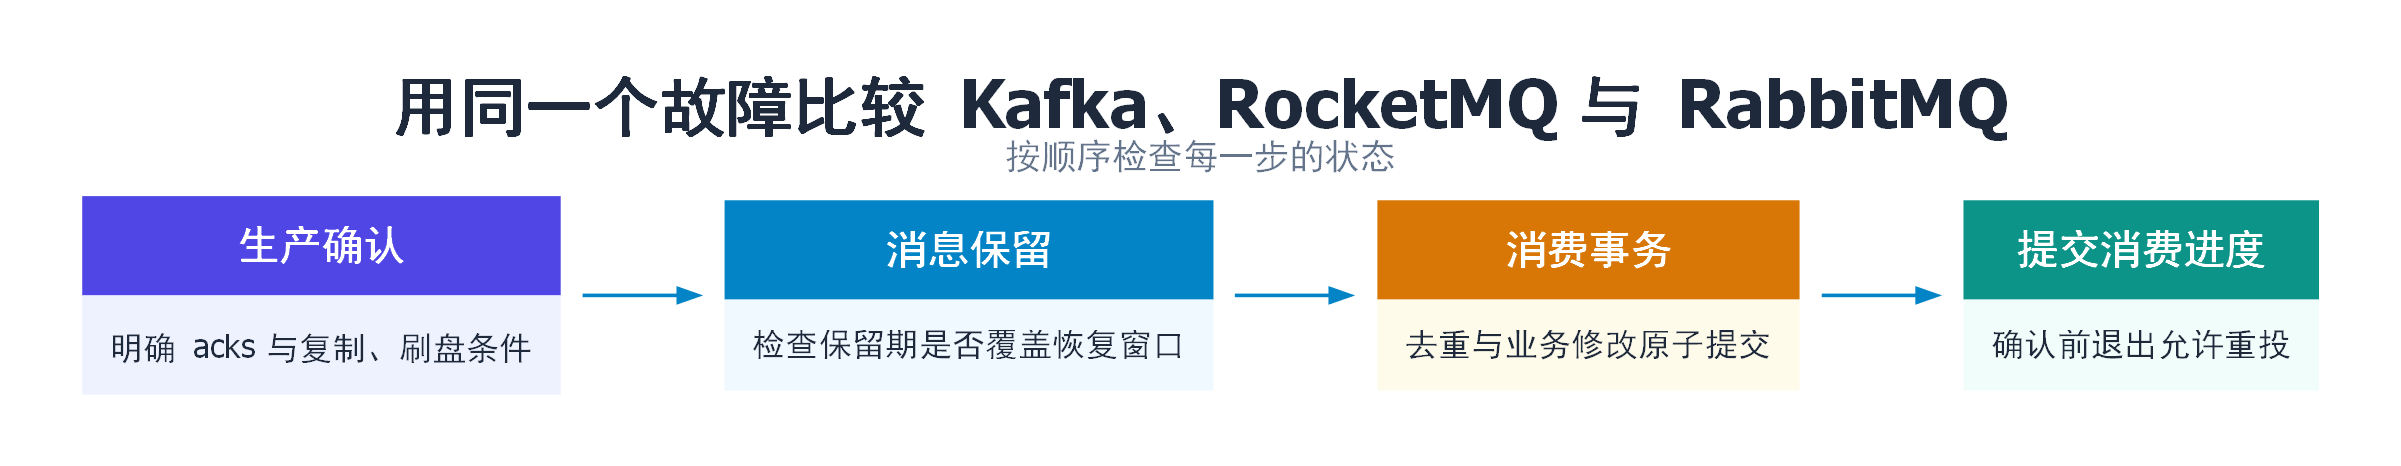 用同一个故障比较 Kafka、RocketMQ 与 RabbitMQ
按顺序检查每一步的状态
生产确认
明确 acks 与复制、刷盘条件
消息保留
检查保留期是否覆盖恢复窗口
消费事务
去重与业务修改原子提交
提交消费进度
确认前退出允许重投